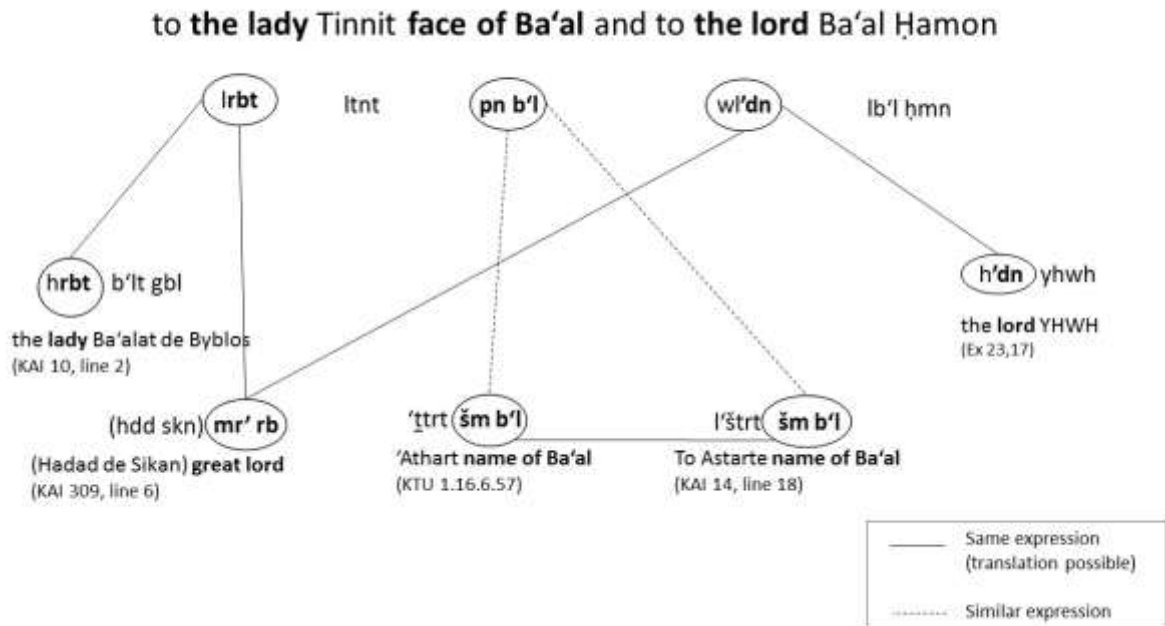 to the lady Tinnit face of Ba‘al and to the lord Ba‘al Ḥamon
lrbt ltnt pn b‘l wl’dn lb‘l ḥmn
hrbt b‘lt gbl h’dn yhwh
the lady Ba‘alat de Byblos
(KAI 10, line 2)
the lord YHWH
(Ex 23,17)
(hdd skn) mr’ rb ‘ṯtrt šm b‘l l‘štrt šm b‘l
(Hadad de Sikan) great lord
(KAI 309, line 6)
‘Athart name of Ba‘al
(KTU 1.16.6.57)
To Astarte name of Ba‘al
(KAI 14, line 18)
Same expression
(translation possible)
Similar expression